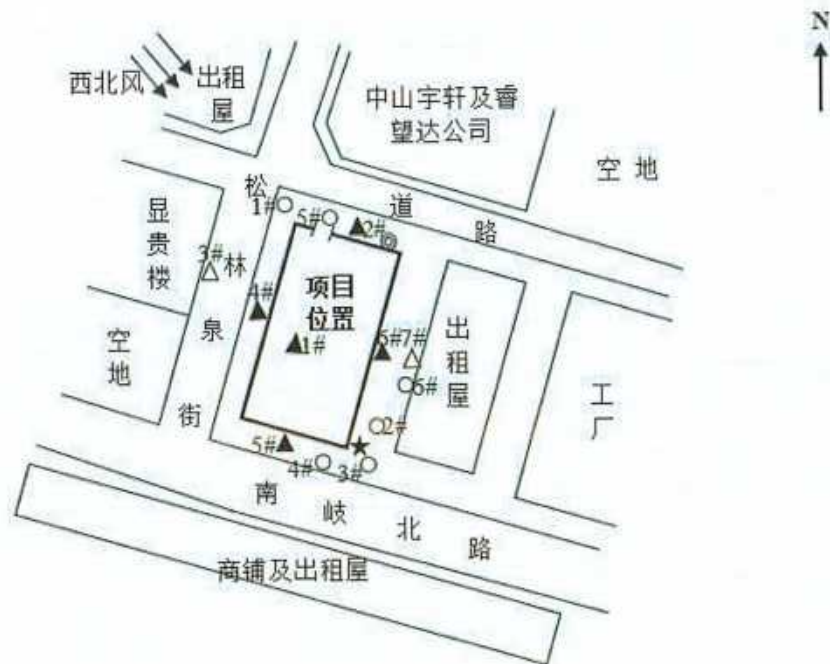 N
西北风
出租
屋
中山宇轩及睿
望达公司
空地
松
道
路
1#
5#
2#
显
贵
楼
3#
林
4#
项目
位置
1#
泉
空
地
街
6#
7#
6#
出
租
屋
工
厂
2#
5#
4#
3#
南
岐
北
路
商铺及出租屋